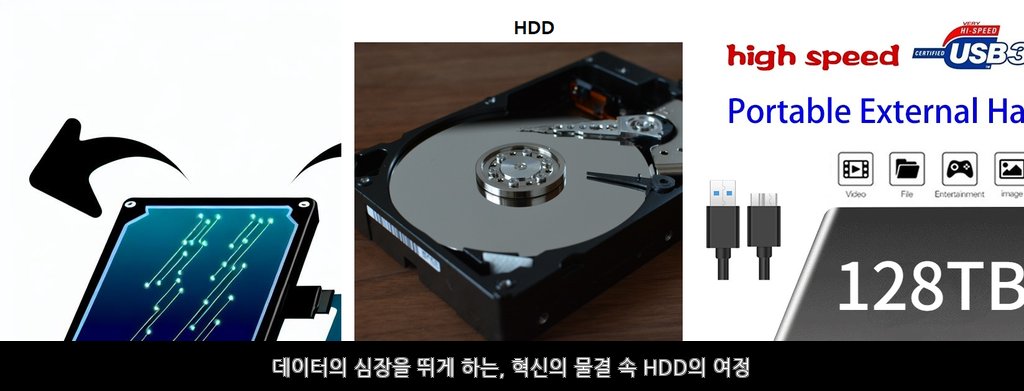 HDD
high speed
VERY
HI-SPEED
CERTIFIED USB3
Portable External Ha
Video File Entertainment image
128TB
데이터의 심장을 뛰게 하는, 혁신의 물결 속 HDD의 여정